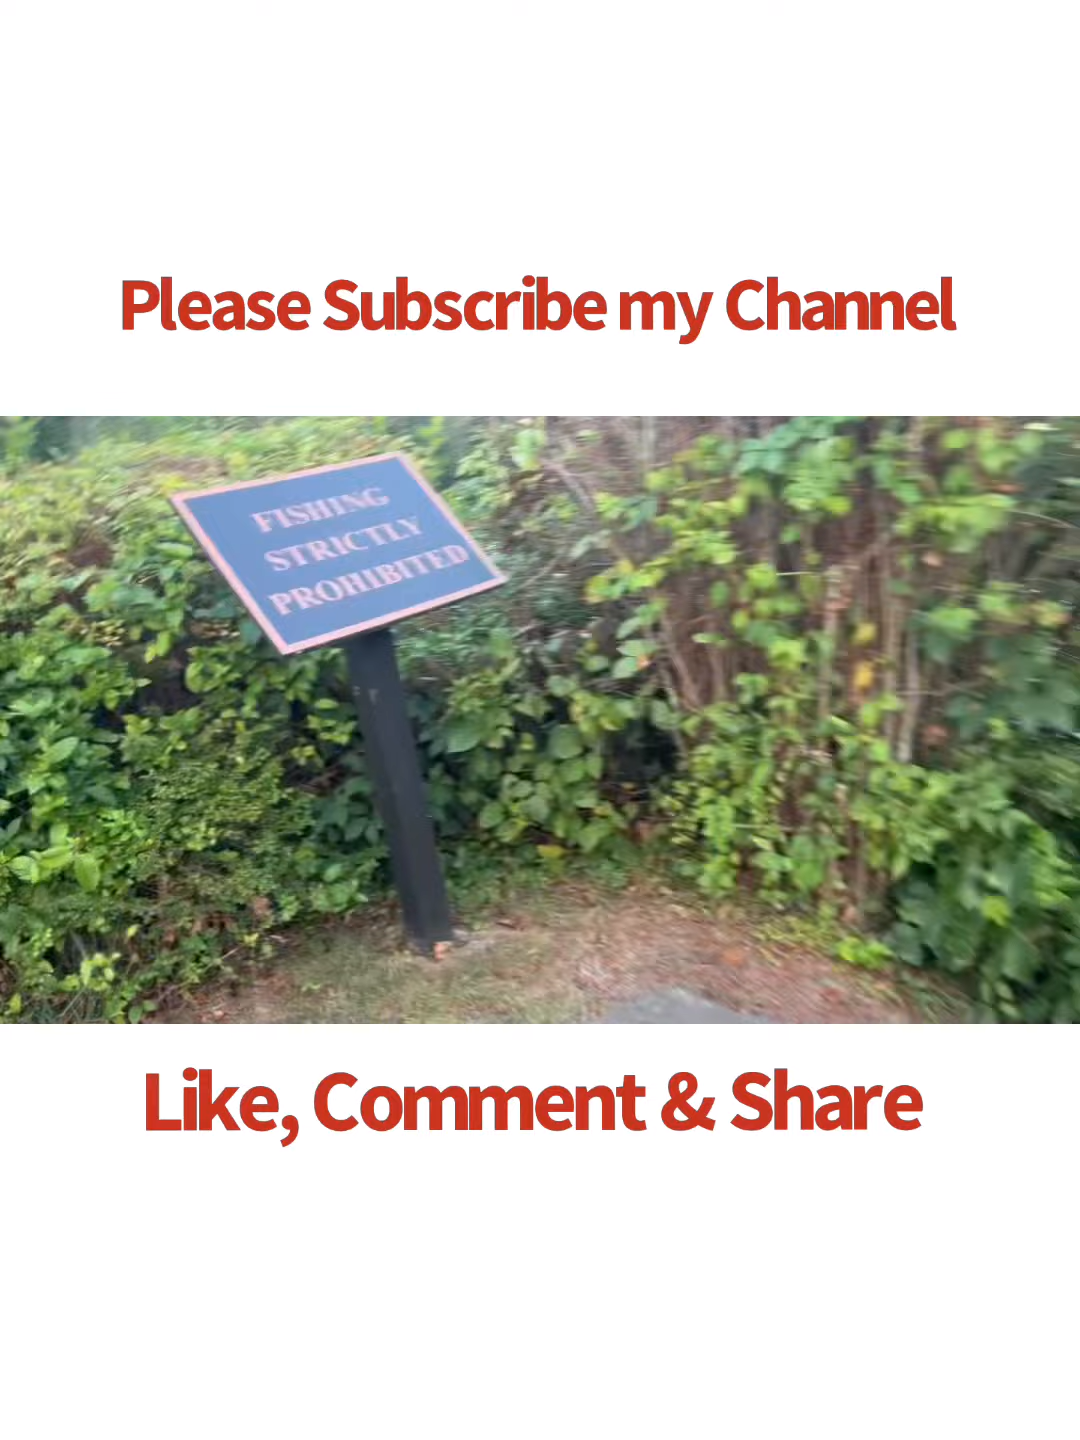 Please Subscribe my Channel
FISHING
STRICTLY
PROHIBITED
Like, Comment & Share